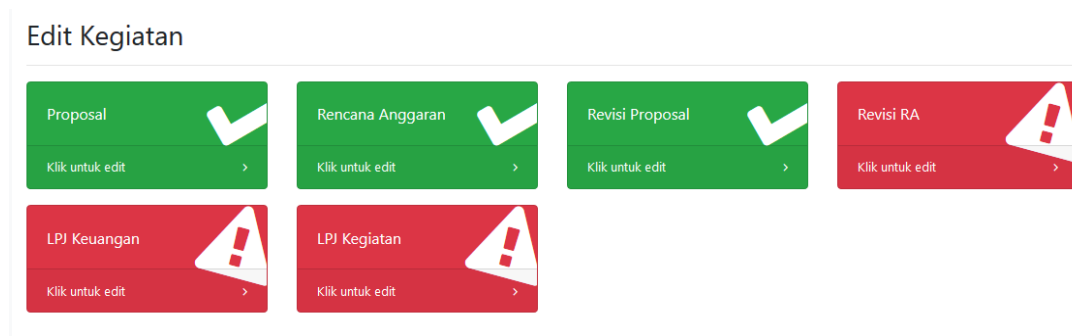 Edit Kegiatan
Proposal
Klik untuk edit
Rencana Anggaran
Klik untuk edit
Revisi Proposal
Klik untuk edit
Revisi RA
Klik untuk edit
LPJ Keuangan
Klik untuk edit
LPJ Kegiatan
Klik untuk edit